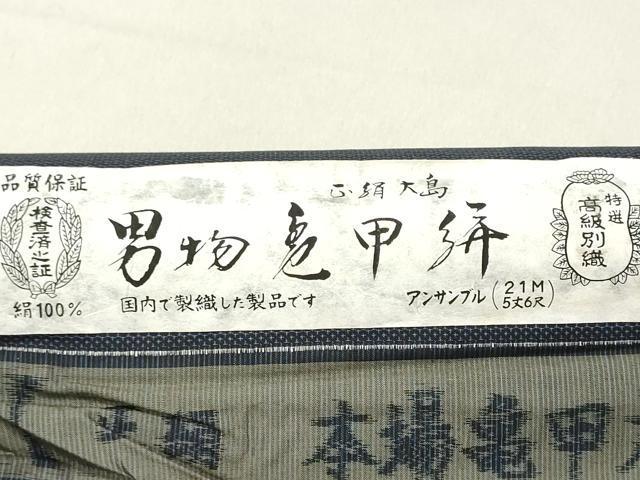 品質保証
検査済之証
絹100%
正絹大島
男物亀甲絣
国内で製織した製品です
アンサンブル(21M 5丈6尺)
特選
高級別織
本場亀甲